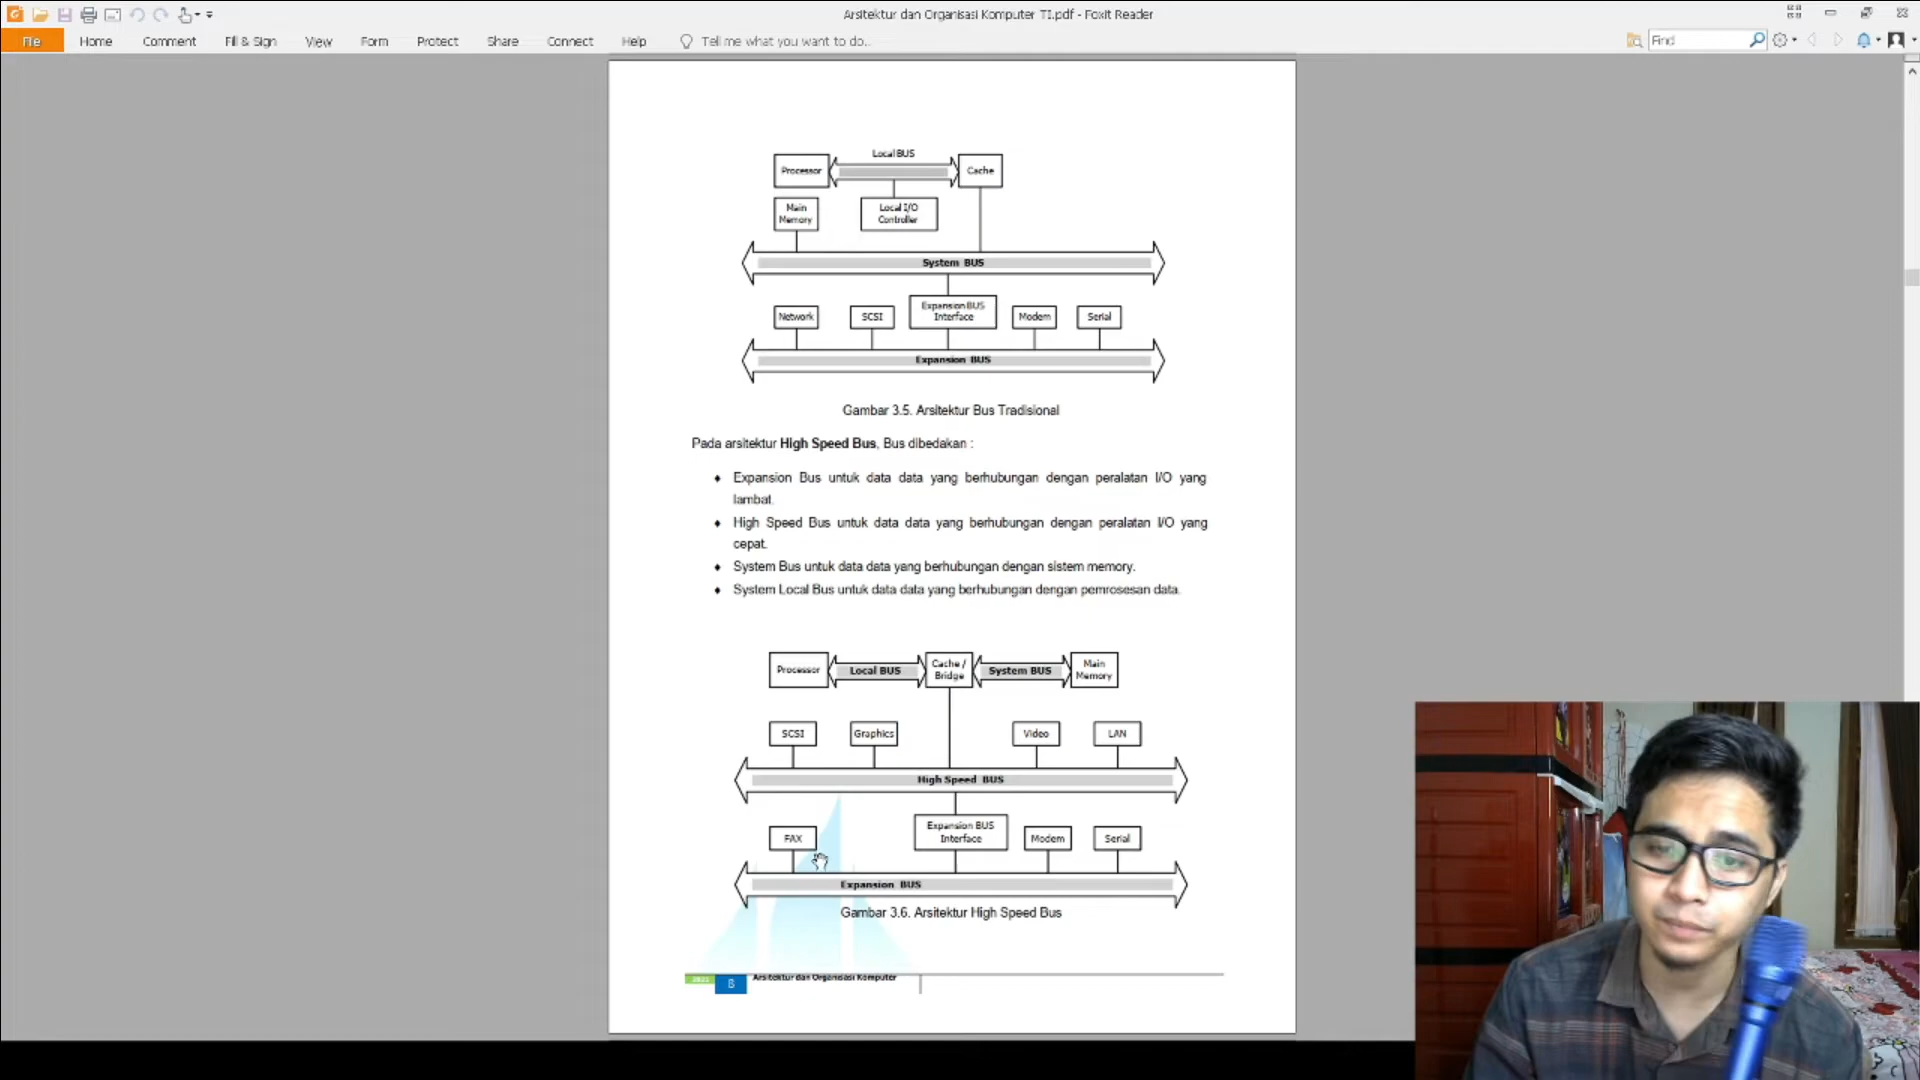 Arsitektur dan Organisasi Komputer TI.pdf - Foxit Reader
File Home Comment Fill & Sign View Form Protect Share Connect Help Tell me what you want to do.. Find
Local BUS
Processor Cache
Main Memory
Local I/O Controller
System BUS
Network SCSI Expansion BUS Interface Modem Serial
Expansion BUS
Gambar 3.5. Arsitektur Bus Tradisional
Pada arsitektur High Speed Bus, Bus dibedakan :
♦ Expansion Bus untuk data data yang berhubungan dengan peralatan I/O yang
lambat.
♦ High Speed Bus untuk data data yang berhubungan dengan peralatan I/O yang
cepat.
♦ System Bus untuk data data yang berhubungan dengan sistem memory.
♦ System Local Bus untuk data data yang berhubungan dengan pemrosesan data.
Processor Local BUS Cache / Bridge System BUS Main Memory
SCSI Graphics Video LAN
High Speed BUS
FAX Expansion BUS Interface Modem Serial
Expansion BUS
Gambar 3.6. Arsitektur High Speed Bus
8 Arsitektur dan Organisasi Komputer